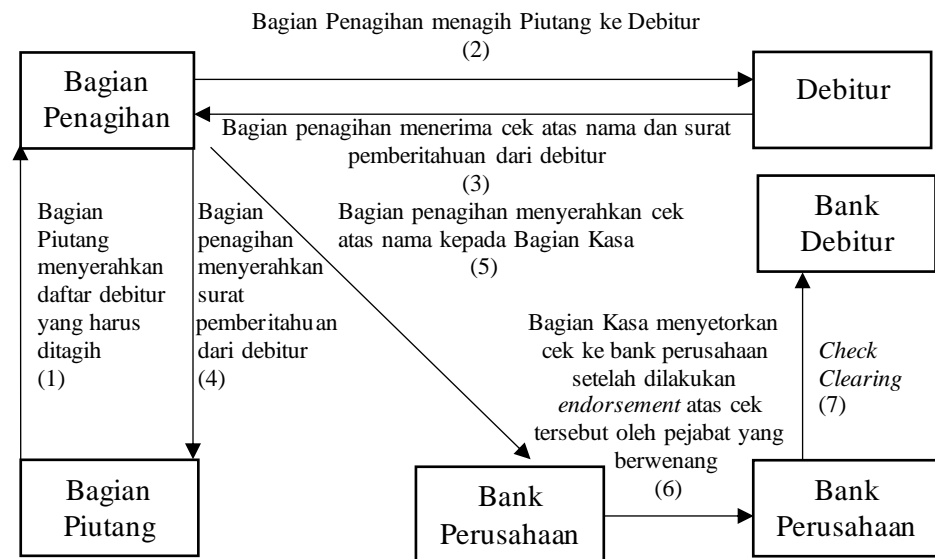 Bagian Penagihan menagih Piutang ke Debitur
(2)
Bagian
Penagihan
Debitur
Bagian penagihan menerima cek atas nama dan surat
pemberitahuan dari debitur
(3)
Bagian
Piutang
menyerahkan
daftar debitur
yang harus
ditagih
(1)
Bagian
penagihan
menyerahkan
surat
pemberitahuan
dari debitur
(4)
Bagian penagihan menyerahkan cek
atas nama kepada Bagian Kasa
(5)
Bank
Debitur
Bagian Kasa menyetorkan
cek ke bank perusahaan
setelah dilakukan
endorsement atas cek
tersebut oleh pejabat yang
berwenang
(6)
Check
Clearing
(7)
Bagian
Piutang
Bank
Perusahaan
Bank
Perusahaan